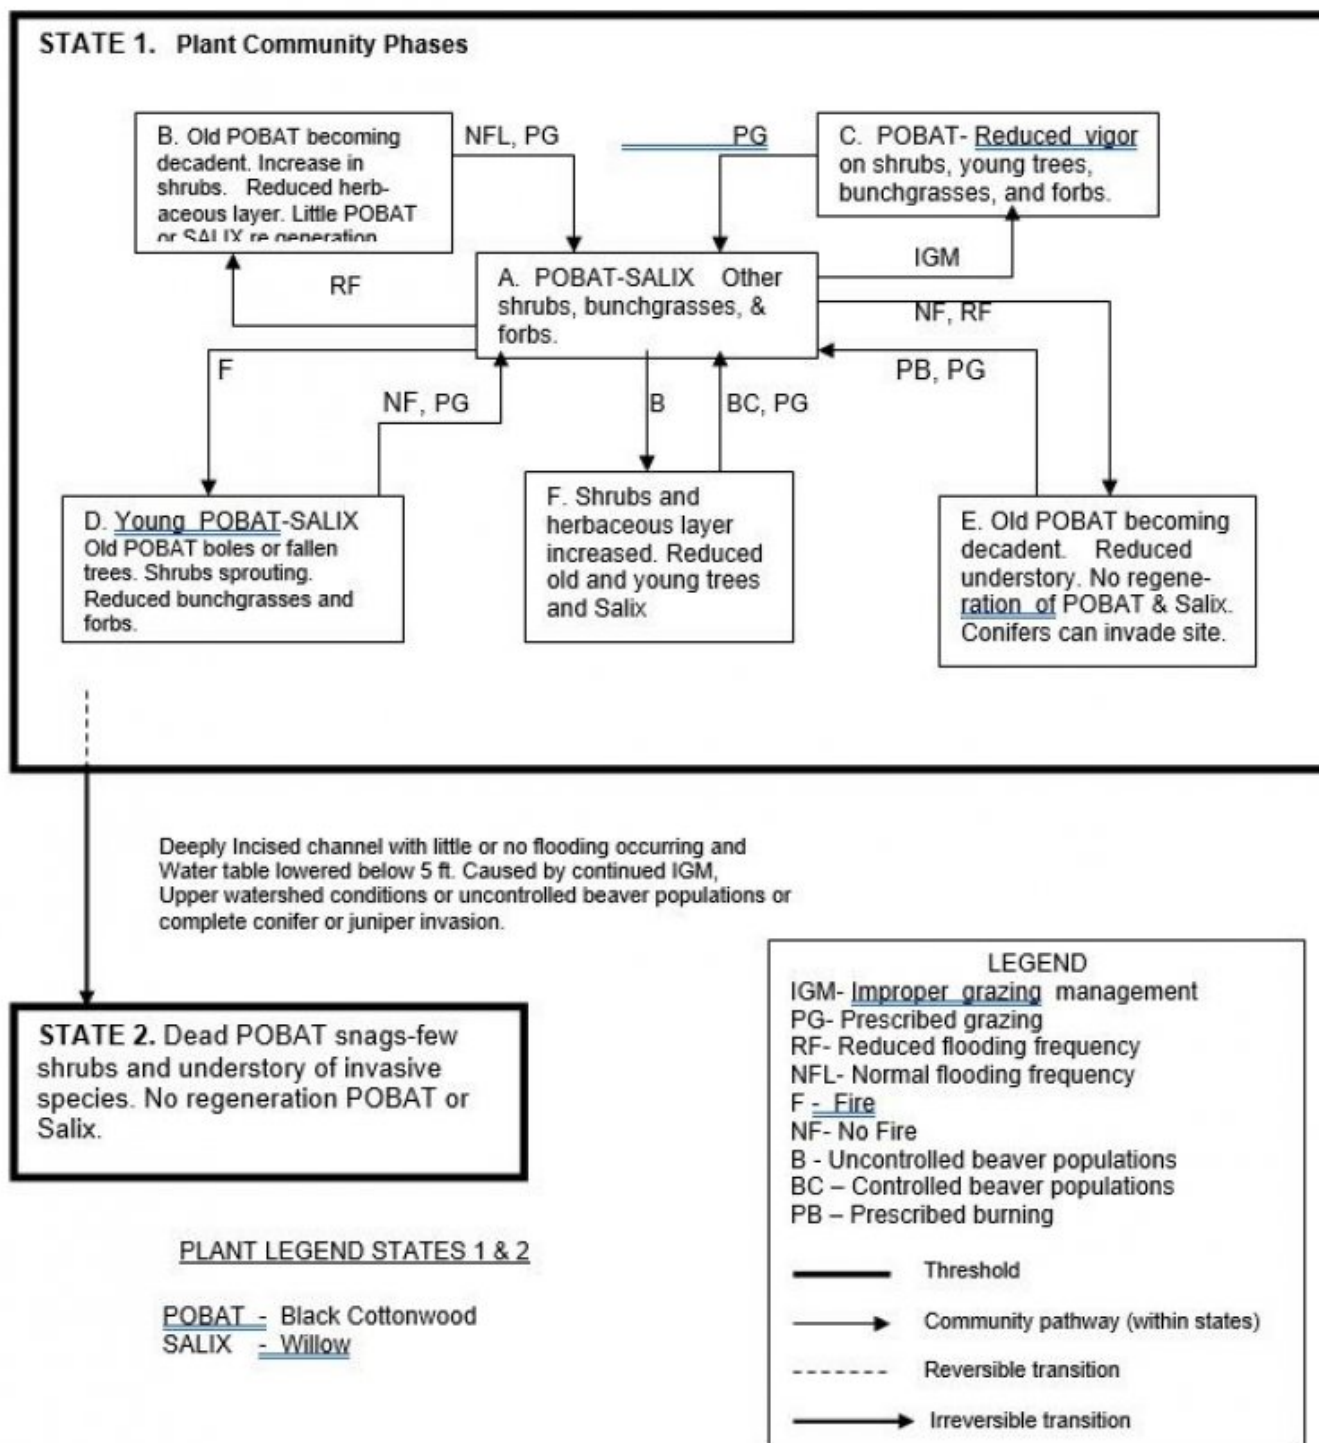 STATE 1. Plant Community Phases
B. Old POBAT becoming
decadent. Increase in
shrubs. Reduced herb-
aceous layer. Little POBAT
or SALIX re generation
NFL, PG
PG
C. POBAT- Reduced vigor
on shrubs, young trees,
bunchgrasses, and forbs.
RF
A. POBAT-SALIX Other
shrubs, bunchgrasses, &
forbs.
IGM
NF, RF
F
NF, PG
B
BC, PG
PB, PG
D. Young POBAT-SALIX
Old POBAT boles or fallen
trees. Shrubs sprouting.
Reduced bunchgrasses and
forbs.
F. Shrubs and
herbaceous layer
increased. Reduced
old and young trees
and Salix
E. Old POBAT becoming
decadent. Reduced
understory. No regene-
ration of POBAT & Salix.
Conifers can invade site.
Deeply Incised channel with little or no flooding occurring and
Water table lowered below 5 ft. Caused by continued IGM,
Upper watershed conditions or uncontrolled beaver populations or
complete conifer or juniper invasion.
STATE 2. Dead POBAT snags-few
shrubs and understory of invasive
species. No regeneration POBAT or
Salix.
PLANT LEGEND STATES 1 & 2
POBAT - Black Cottonwood
SALIX - Willow
LEGEND
IGM- Improper grazing management
PG- Prescribed grazing
RF- Reduced flooding frequency
NFL- Normal flooding frequency
F - Fire
NF- No Fire
B - Uncontrolled beaver populations
BC – Controlled beaver populations
PB – Prescribed burning
Threshold
Community pathway (within states)
Reversible transition
Irreversible transition